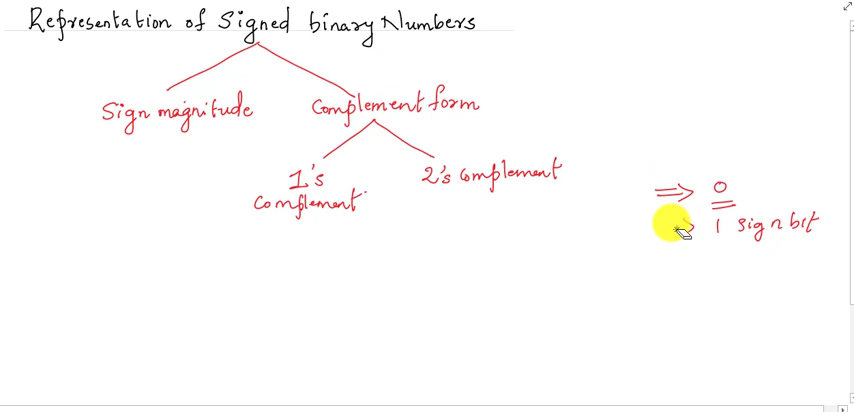 Representation of Signed binary Numbers
Sign magnitude
Complement form
1's
complement
2's complement
⇒ 0
1 sign bit